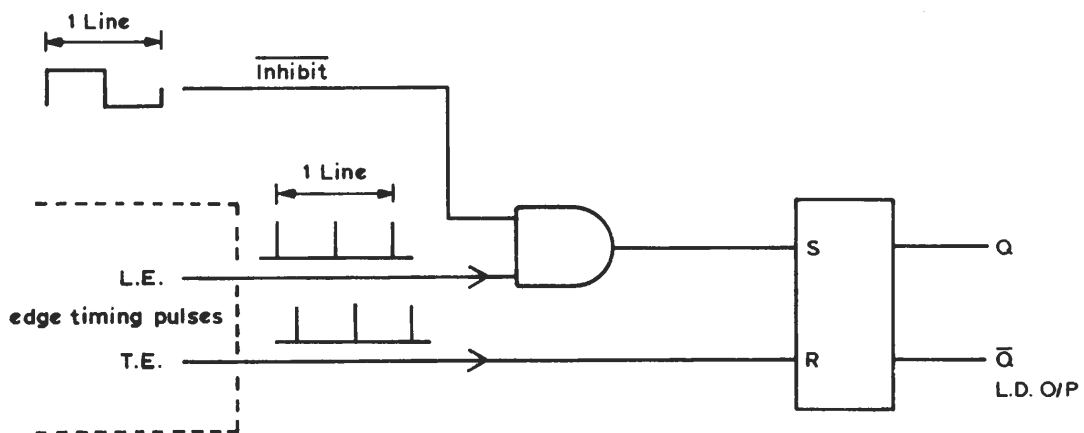 1 Line
Inhibit
1 Line
L.E.
edge timing pulses
T.E.
S
R
Q
Q̅
L.D. O/P